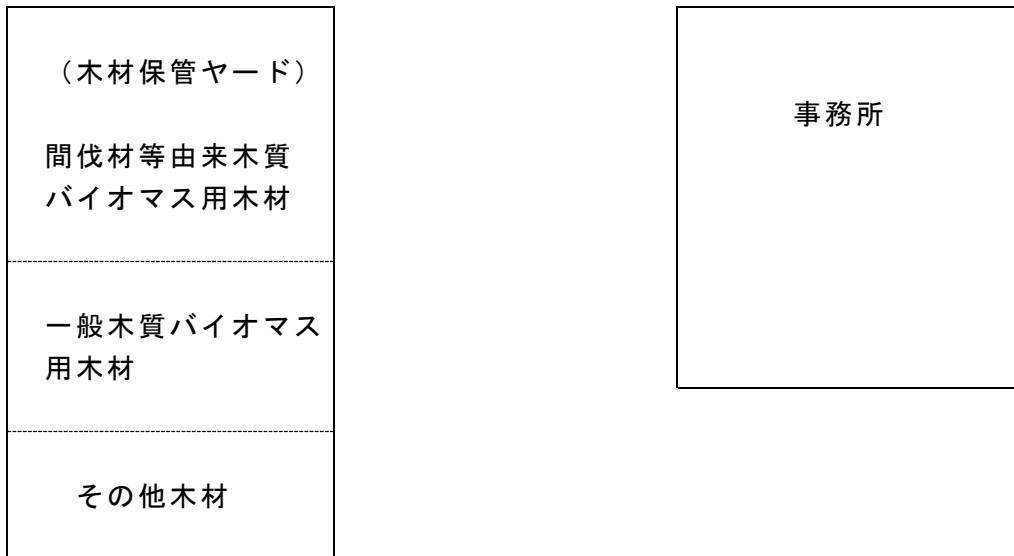 （木材保管ヤード）
間伐材等由来木質
バイオマス用木材
一般木質バイオマス
用木材
その他木材
事務所